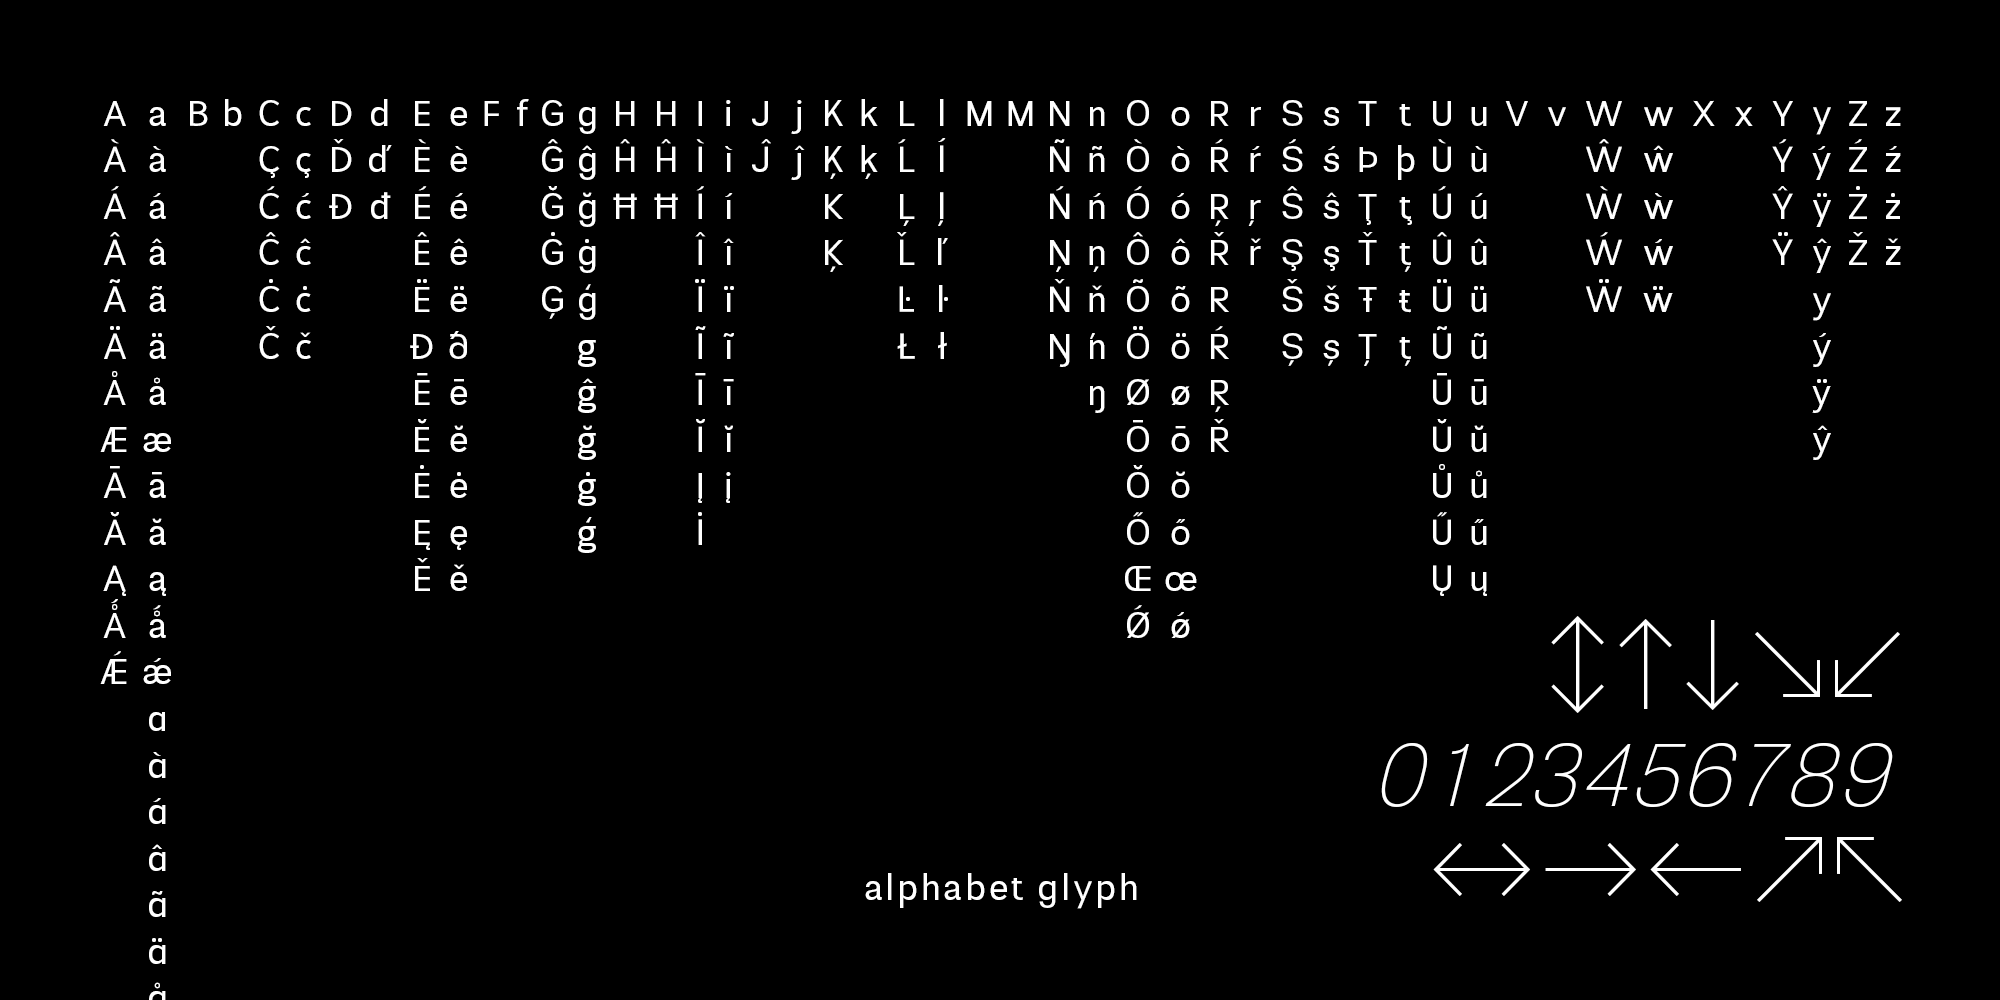 A a B b C c D d E e F f G g H H I i J j K k L l M M N n O o R r S s T t U u V v W w X x Y y Z z
À à Ç ç Ď ď È è Ĝ ĝ Ĥ Ĥ Ì ì Ĵ ĵ Ķ ķ Ĺ ĺ Ñ ñ Ò ò Ŕ ŕ Ś ś Þ þ Ù ù Ŵ ŵ Ý ý Ź ź
Á á Ć ć Đ đ É é Ğ ğ Ħ Ħ Í í K Ļ ļ Ń ń Ó ó Ŗ ŗ Ŝ ŝ Ţ ţ Ú ú Ẁ ẁ Ŷ ÿ Ż ż
Â â Ĉ ĉ Ê ê Ġ ġ Î î Ķ Ľ ľ Ņ ņ Ô ô Ř ř Ş ş Ť ț Û û Ẃ ẃ Ÿ ŷ Ž ž
Ã ã Ċ ċ Ë ë Ģ ģ Ï ï Ŀ ŀ Ň ň Õ õ R Š š Ŧ ŧ Ü ü Ẅ ẅ y
Ä ä Č č Đ ð g Ĩ ĩ Ł ł Ŋ ŉ Ö ö Ŕ Ș ș Ț ț Ũ ũ ý
Å å Ē ē ĝ Ī ī ŋ Ø ø Ŗ Ū ū ÿ
Æ æ Ĕ ĕ ğ Ĭ ĭ Ō ō Ř Ŭ ŭ ŷ
Ā ā Ė ė ġ Į į Ŏ ŏ Ů ů
Ă ă Ę ę ģ İ Ő ő Ű ű
Ą ą Ě ě Œ œ Ų ų
Ǻ ǻ Ǿ ǿ
Ǽ ǽ
ɑ
ɑ̀
ɑ́
ɑ̂
ɑ̃
ɑ̈
0123456789
alphabet glyph